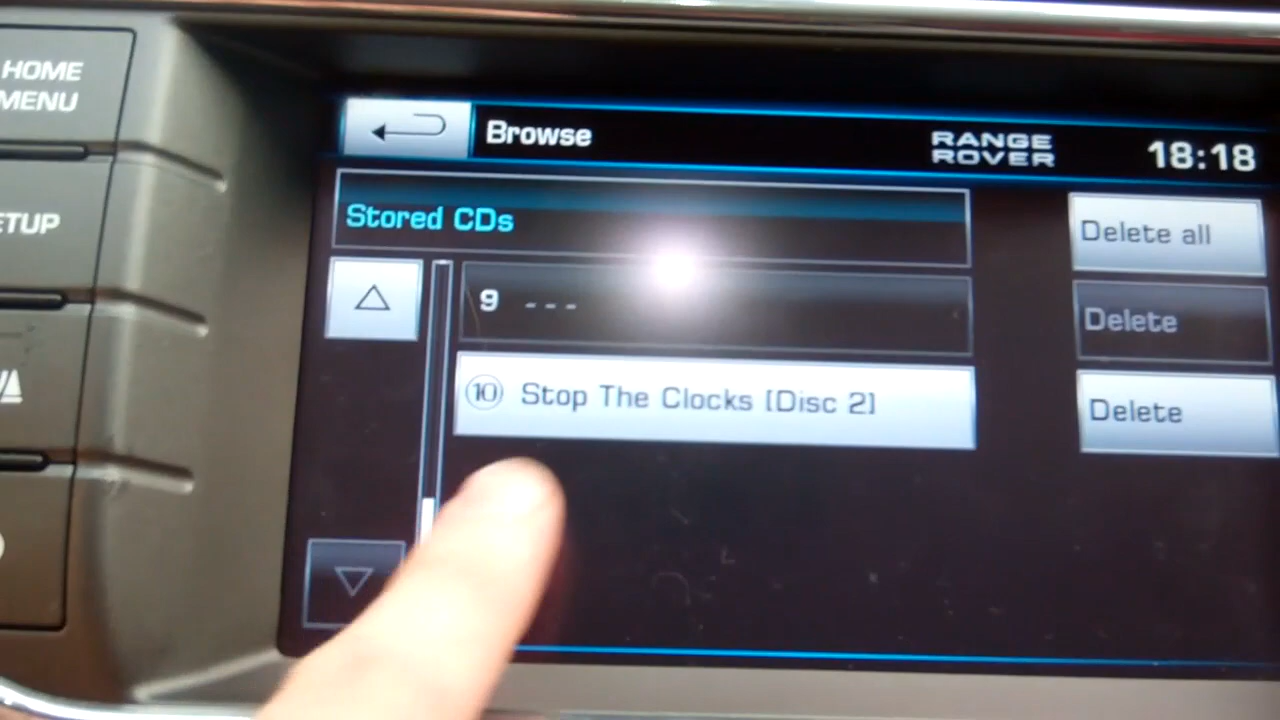 HOME
MENU
Browse
RANGE
ROVER
18:18
ETUP
Stored CDs
Delete all
9 - - -
Delete
10 Stop The Clocks [Disc 2]
Delete